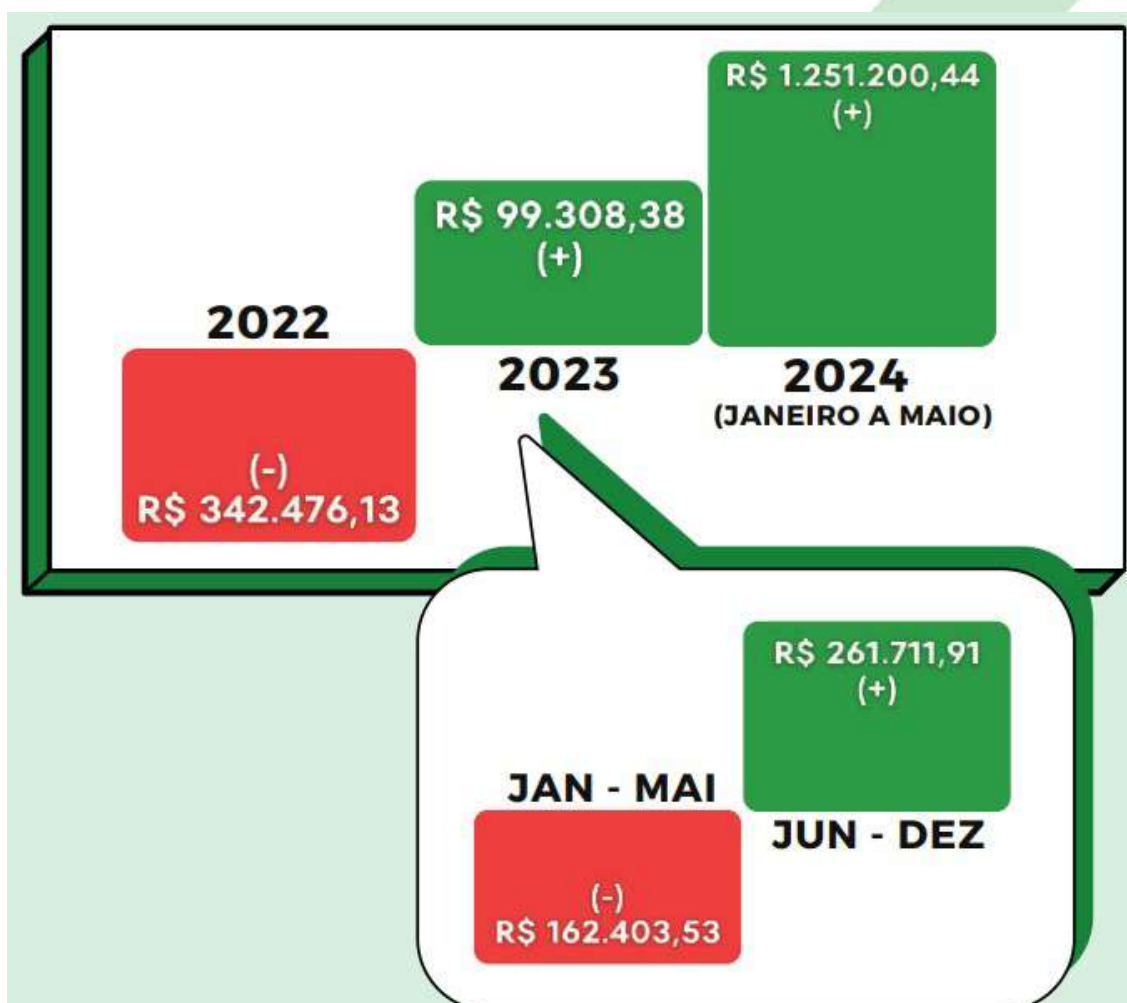 R$ 1.251.200,44
(+)
R$ 99.308,38
(+)
2022
2023
2024
(JANEIRO A MAIO)
(-)
R$ 342.476,13
R$ 261.711,91
(+)
JAN - MAI
JUN - DEZ
(-)
R$ 162.403,53